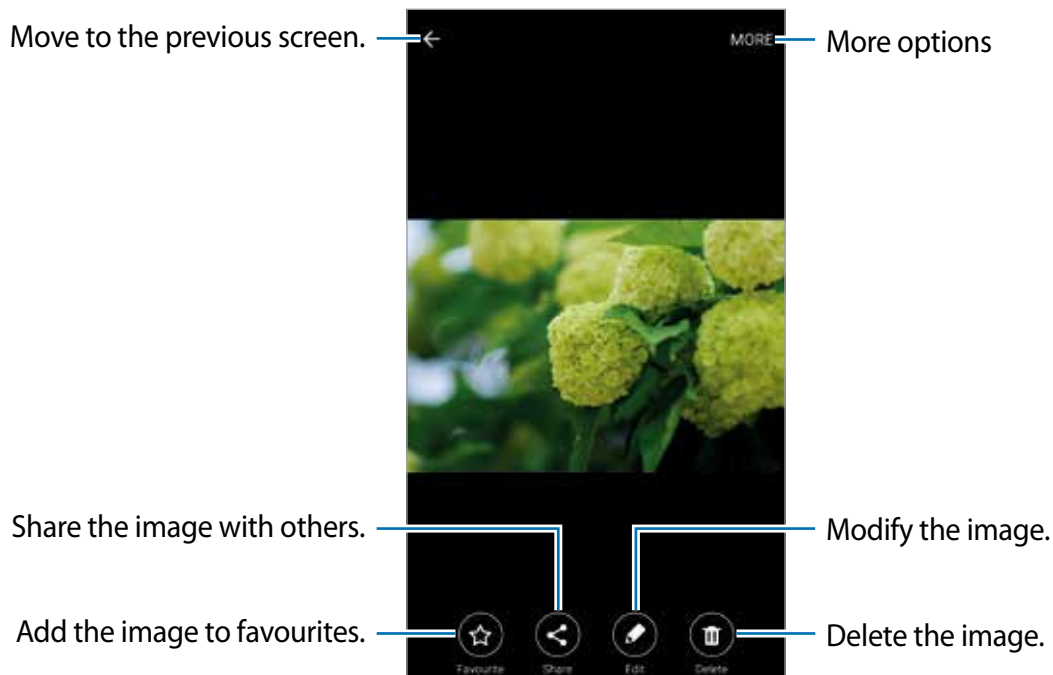 Move to the previous screen.
MORE
More options
Share the image with others.
Modify the image.
Add the image to favourites.
Delete the image.
Favourite
Share
Edit
Delete